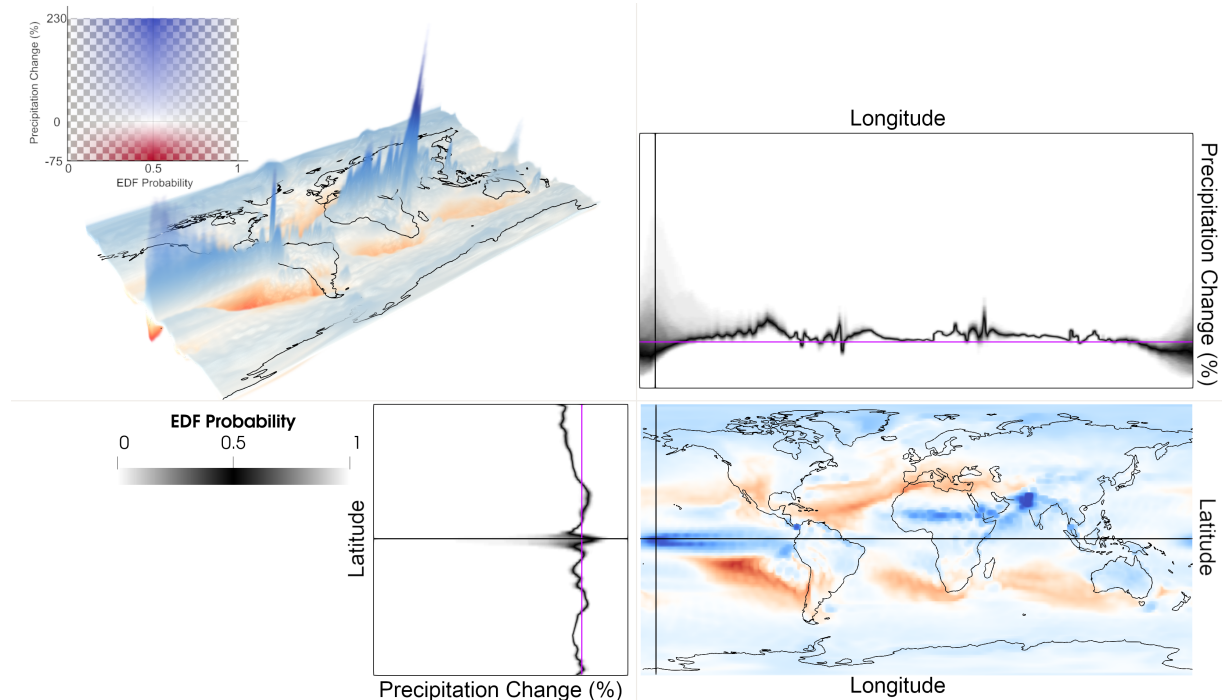 230
Precipitation Change (%)
0
-75
0
0.5
1
EDF Probability
Longitude
Precipitation Change (%)
EDF Probability
0
0.5
1
Latitude
Precipitation Change (%)
Latitude
Longitude